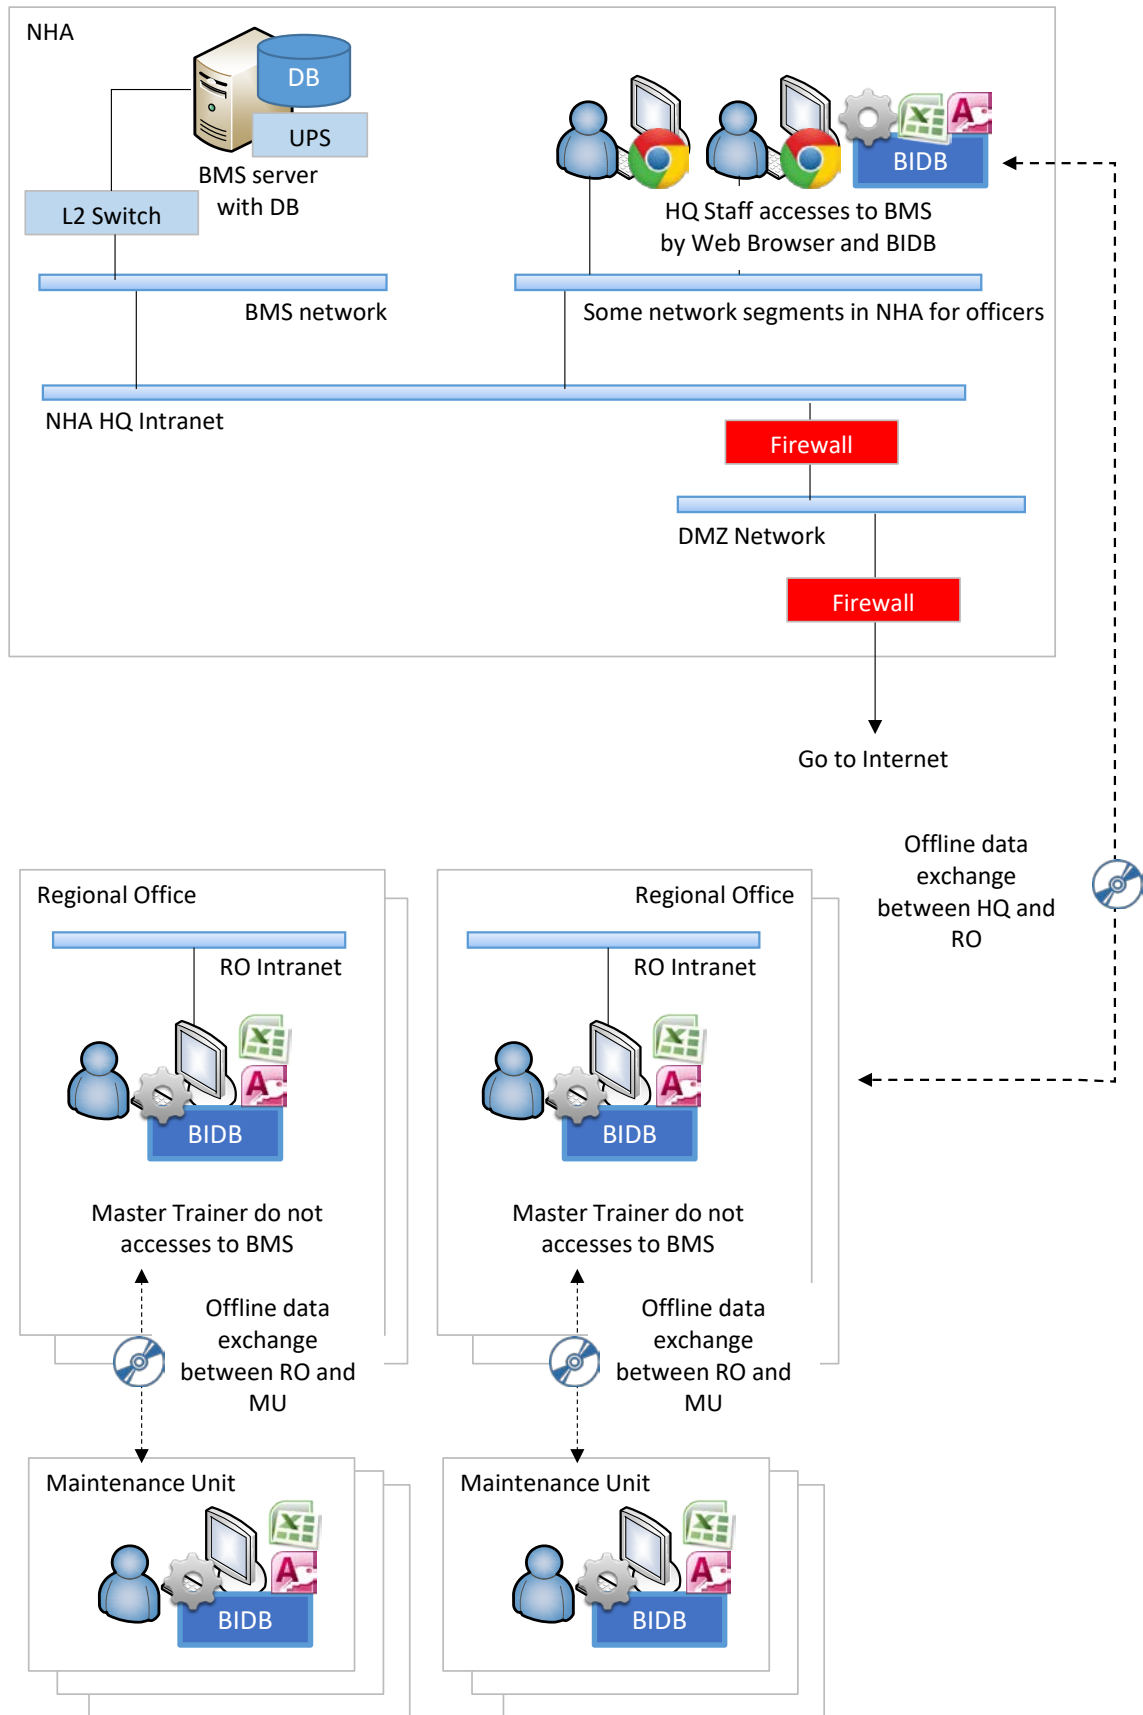 NHA
DB
UPS
BMS server
with DB
L2 Switch
BIDB
HQ Staff accesses to BMS
by Web Browser and BIDB
BMS network
Some network segments in NHA for officers
NHA HQ Intranet
Firewall
DMZ Network
Firewall
Go to Internet
Offline data
exchange
between HQ and
RO
Regional Office
RO Intranet
BIDB
Master Trainer do not
accesses to BMS
Regional Office
RO Intranet
BIDB
Master Trainer do not
accesses to BMS
Offline data
exchange
between RO and
MU
Offline data
exchange
between RO and
MU
Maintenance Unit
BIDB
Maintenance Unit
BIDB